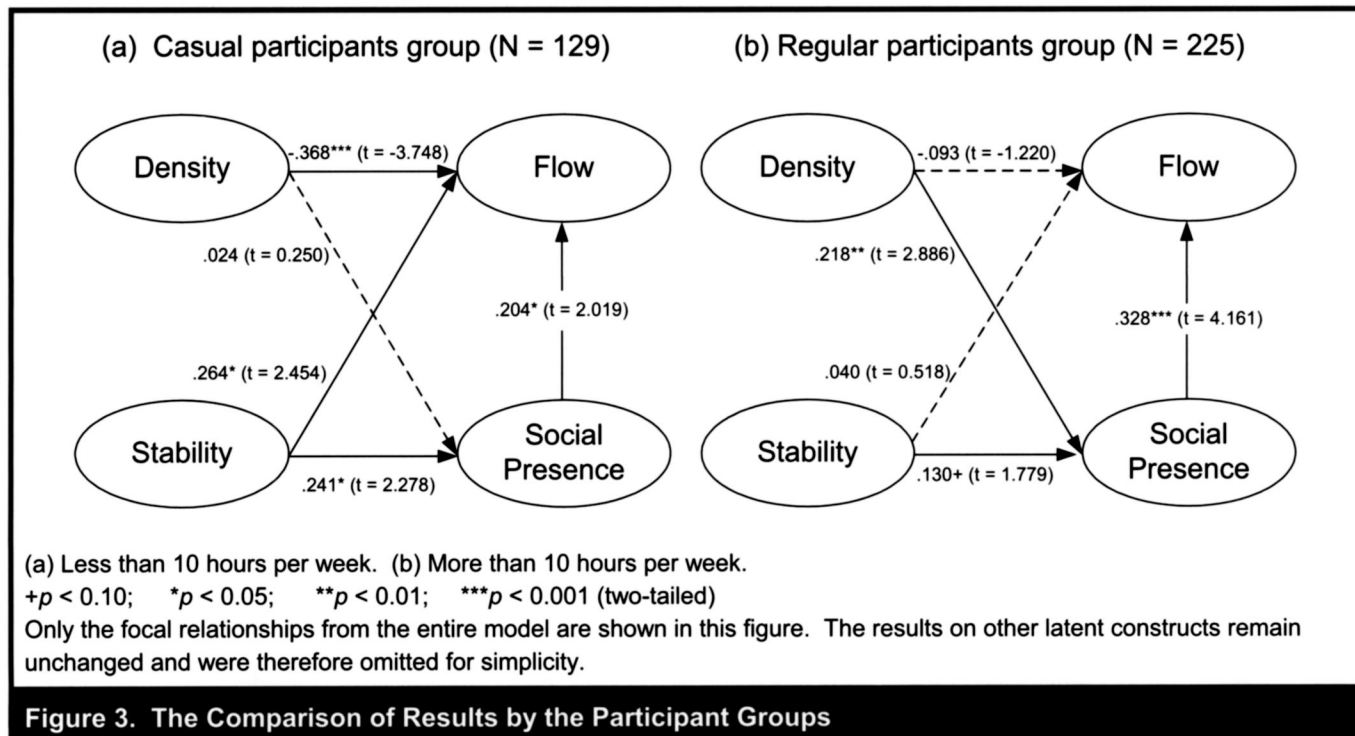 (a) Casual participants group (N = 129)
(b) Regular participants group (N = 225)
Density
-.368*** (t = -3.748)
Flow
.024 (t = 0.250)
.204* (t = 2.019)
.264* (t = 2.454)
Stability
Social
Presence
.241* (t = 2.278)
Density
-.093 (t = -1.220)
Flow
.218** (t = 2.886)
.328*** (t = 4.161)
.040 (t = 0.518)
Stability
Social
Presence
.130+ (t = 1.779)
(a) Less than 10 hours per week. (b) More than 10 hours per week.
+p < 0.10; *p < 0.05; **p < 0.01; ***p < 0.001 (two-tailed)
Only the focal relationships from the entire model are shown in this figure. The results on other latent constructs remain
unchanged and were therefore omitted for simplicity.
Figure 3. The Comparison of Results by the Participant Groups